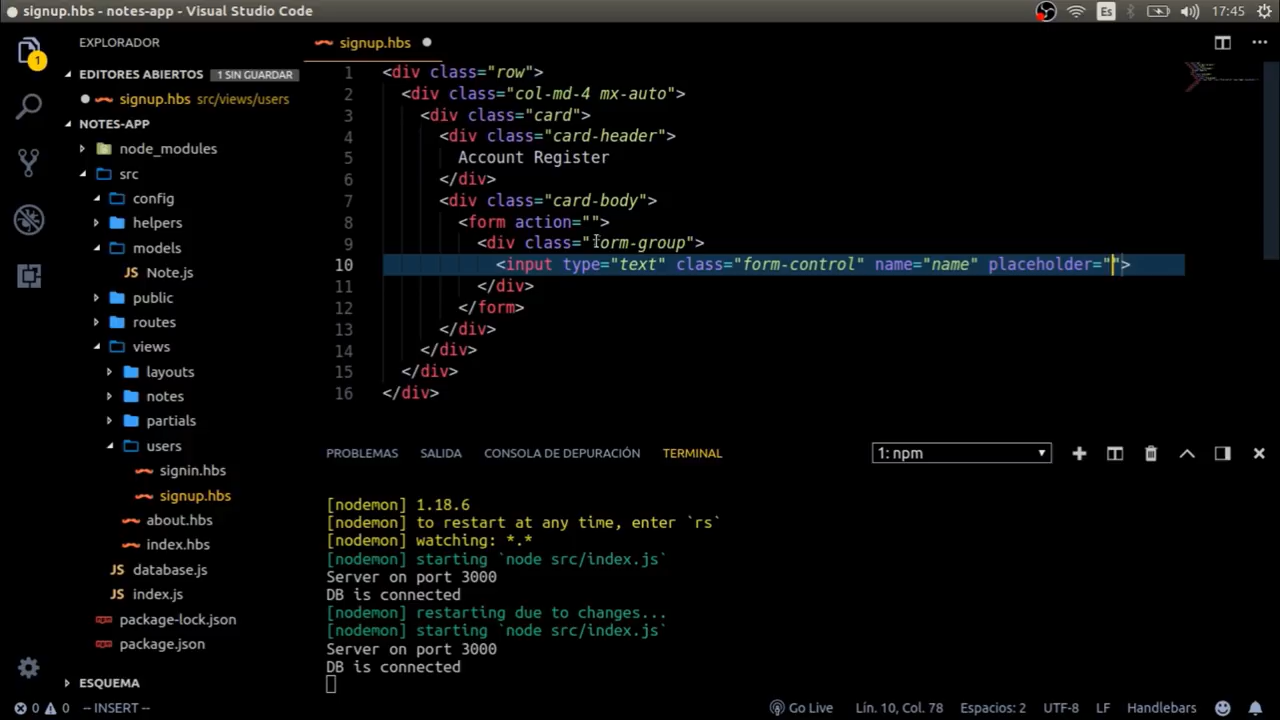 signup.hbs - notes-app - Visual Studio Code
Es
17:45
1
EXPLORADOR
EDITORES ABIERTOS 1 SIN GUARDAR
signup.hbs src/views/users
NOTES-APP
node_modules
src
config
helpers
models
Note.js
public
routes
views
layouts
notes
partials
users
signin.hbs
signup.hbs
about.hbs
index.hbs
JS database.js
JS index.js
package-lock.json
package.json
ESQUEMA
signup.hbs
1 <div class="row">
2 <div class="col-md-4 mx-auto">
3 <div class="card">
4 <div class="card-header">
5 Account Register
6 </div>
7 <div class="card-body">
8 <form action="">
9 <div class="form-group">
10 <input type="text" class="form-control" name="name" placeholder="">
11 </div>
12 </form>
13 </div>
14 </div>
15 </div>
16 </div>
PROBLEMAS SALIDA CONSOLA DE DEPURACIÓN TERMINAL 1: npm
[nodemon] 1.18.6
[nodemon] to restart at any time, enter `rs`
[nodemon] watching: *.*
[nodemon] starting `node src/index.js`
Server on port 3000
DB is connected
[nodemon] restarting due to changes...
[nodemon] starting `node src/index.js`
Server on port 3000
DB is connected
0 0 -- INSERT -- Go Live Lín. 10, Col. 78 Espacios: 2 UTF-8 LF Handlebars